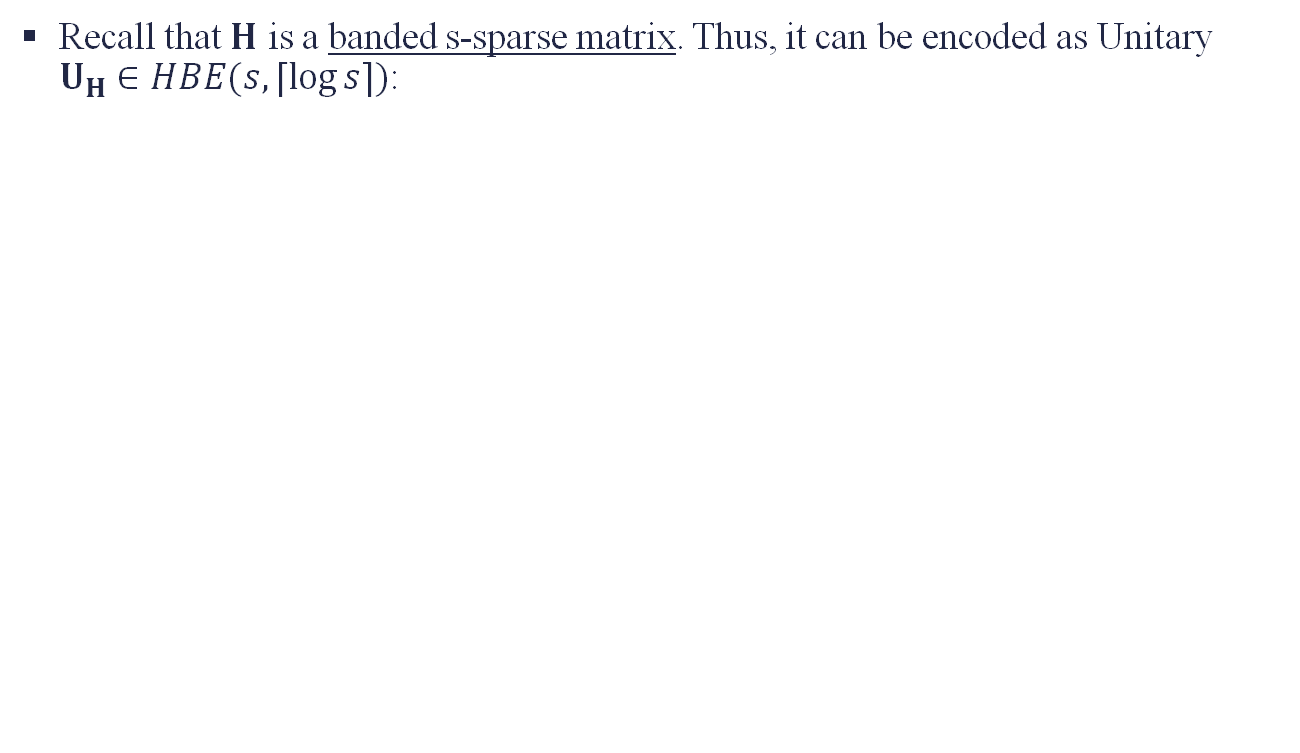 ▪ Recall that H is a banded s-sparse matrix. Thus, it can be encoded as Unitary
U_H ∈ HBE(s, ⌈log s⌉):